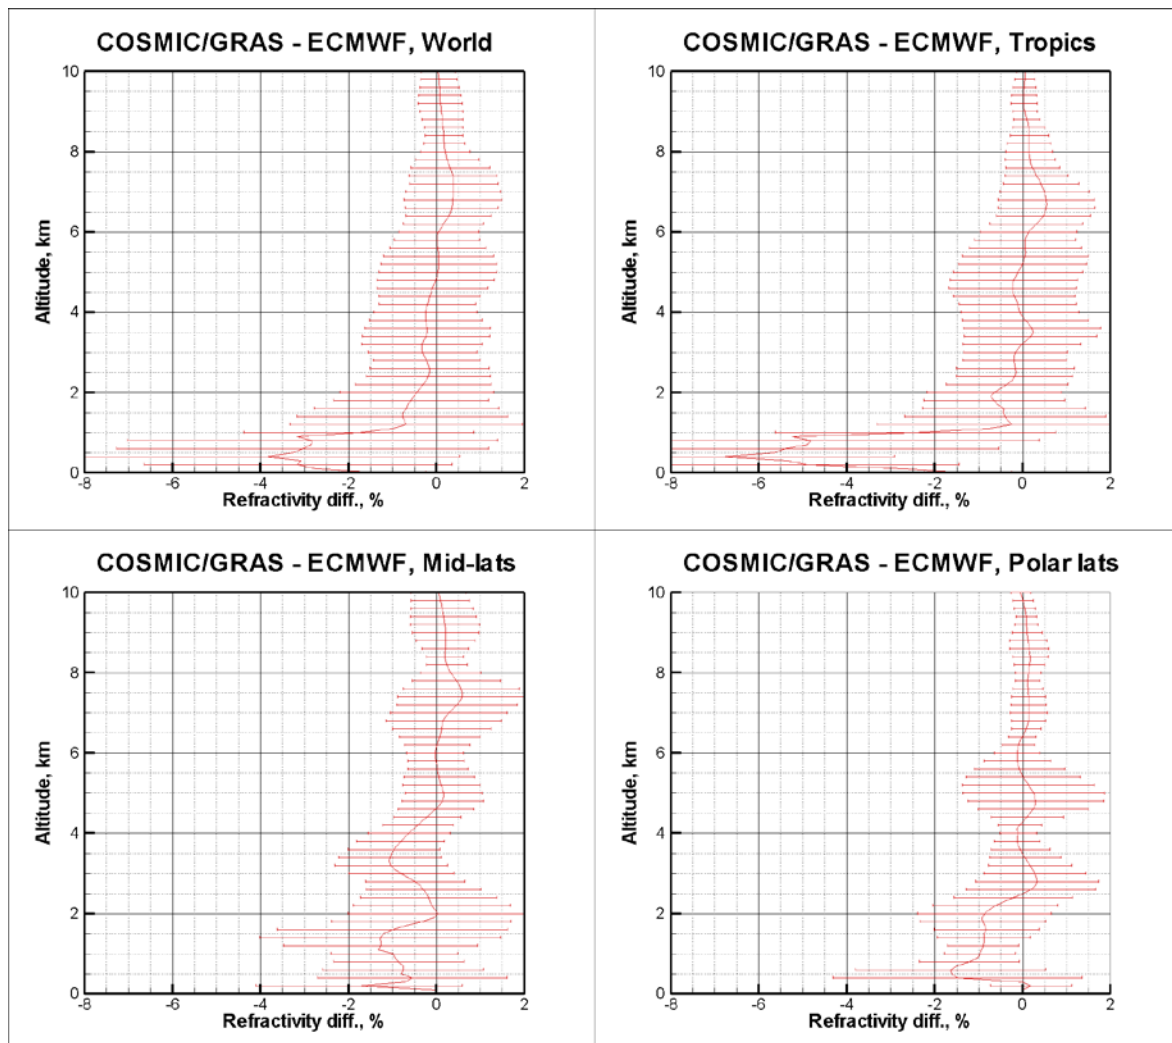 COSMIC/GRAS - ECMWF, World
10
8
6
4
2
0
Altitude, km
-8 -6 -4 -2 0 2
Refractivity diff., %
COSMIC/GRAS - ECMWF, Tropics
10
8
6
4
2
0
Altitude, km
-8 -6 -4 -2 0 2
Refractivity diff., %
COSMIC/GRAS - ECMWF, Mid-lats
10
8
6
4
2
0
Altitude, km
-8 -6 -4 -2 0
Refractivity diff., %
COSMIC/GRAS - ECMWF, Polar lats
10
8
6
4
2
0
Altitude, km
-8 -6 -4 -2 0 2
Refractivity diff., %